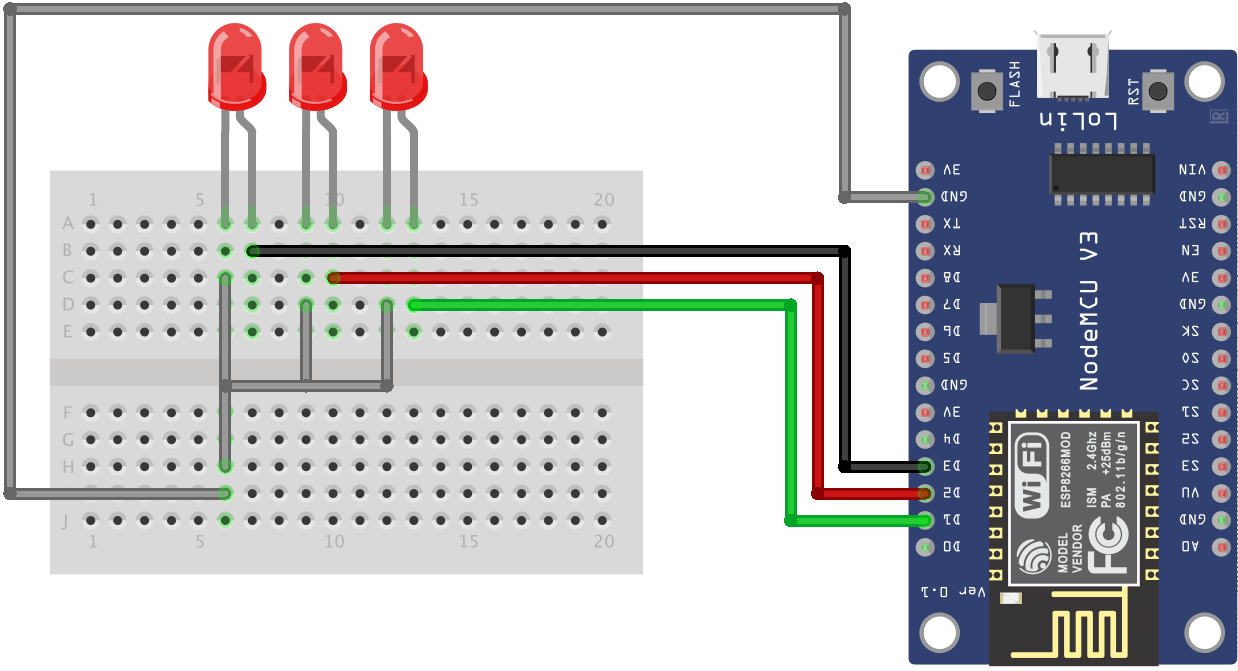 1 5 10 15 20
A
B
C
D
E
F
G
H
J
1 5 10 15 20
FLASH
RST
LoLin
3V
GND
TX
RX
D8
D7
D6
D5
GND
3V
D4
D3
D2
D1
D0
VIN
GND
RST
EN
3V
GND
SK
S0
SC
S1
S2
S3
VU
GND
A0
NodeMCU V3
Wi Fi
ESP8266MOD
ISM 2.4Ghz
PA +25dBm
802.11b/g/n
MODEL
VENDOR
FC
Ver 0.1